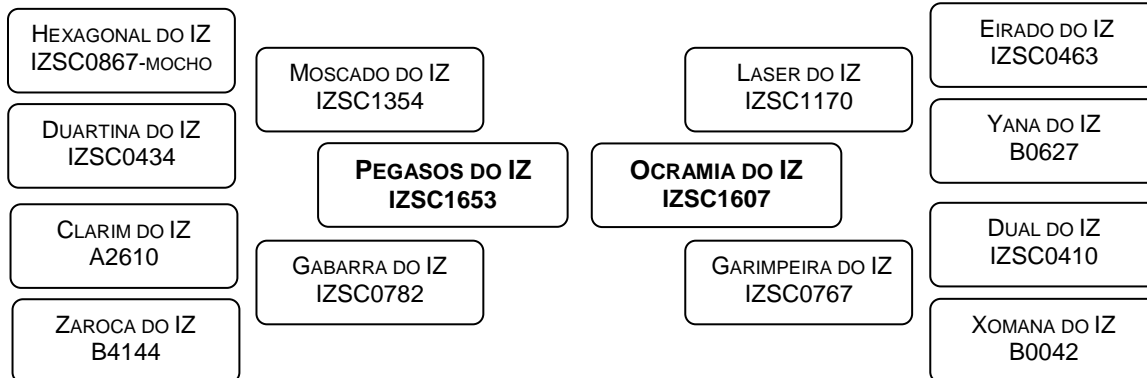 HEXAGONAL DO IZ
IZSC0867-MOCHO
DUARTINA DO IZ
IZSC0434
CLARIM DO IZ
A2610
ZAROCA DO IZ
B4144
MOSCADO DO IZ
IZSC1354
GABARRA DO IZ
IZSC0782
PEGASOS DO IZ
IZSC1653
OCRAMIA DO IZ
IZSC1607
LASER DO IZ
IZSC1170
GARIMPEIRA DO IZ
IZSC0767
EIRADO DO IZ
IZSC0463
YANA DO IZ
B0627
DUAL DO IZ
IZSC0410
XOMANA DO IZ
B0042